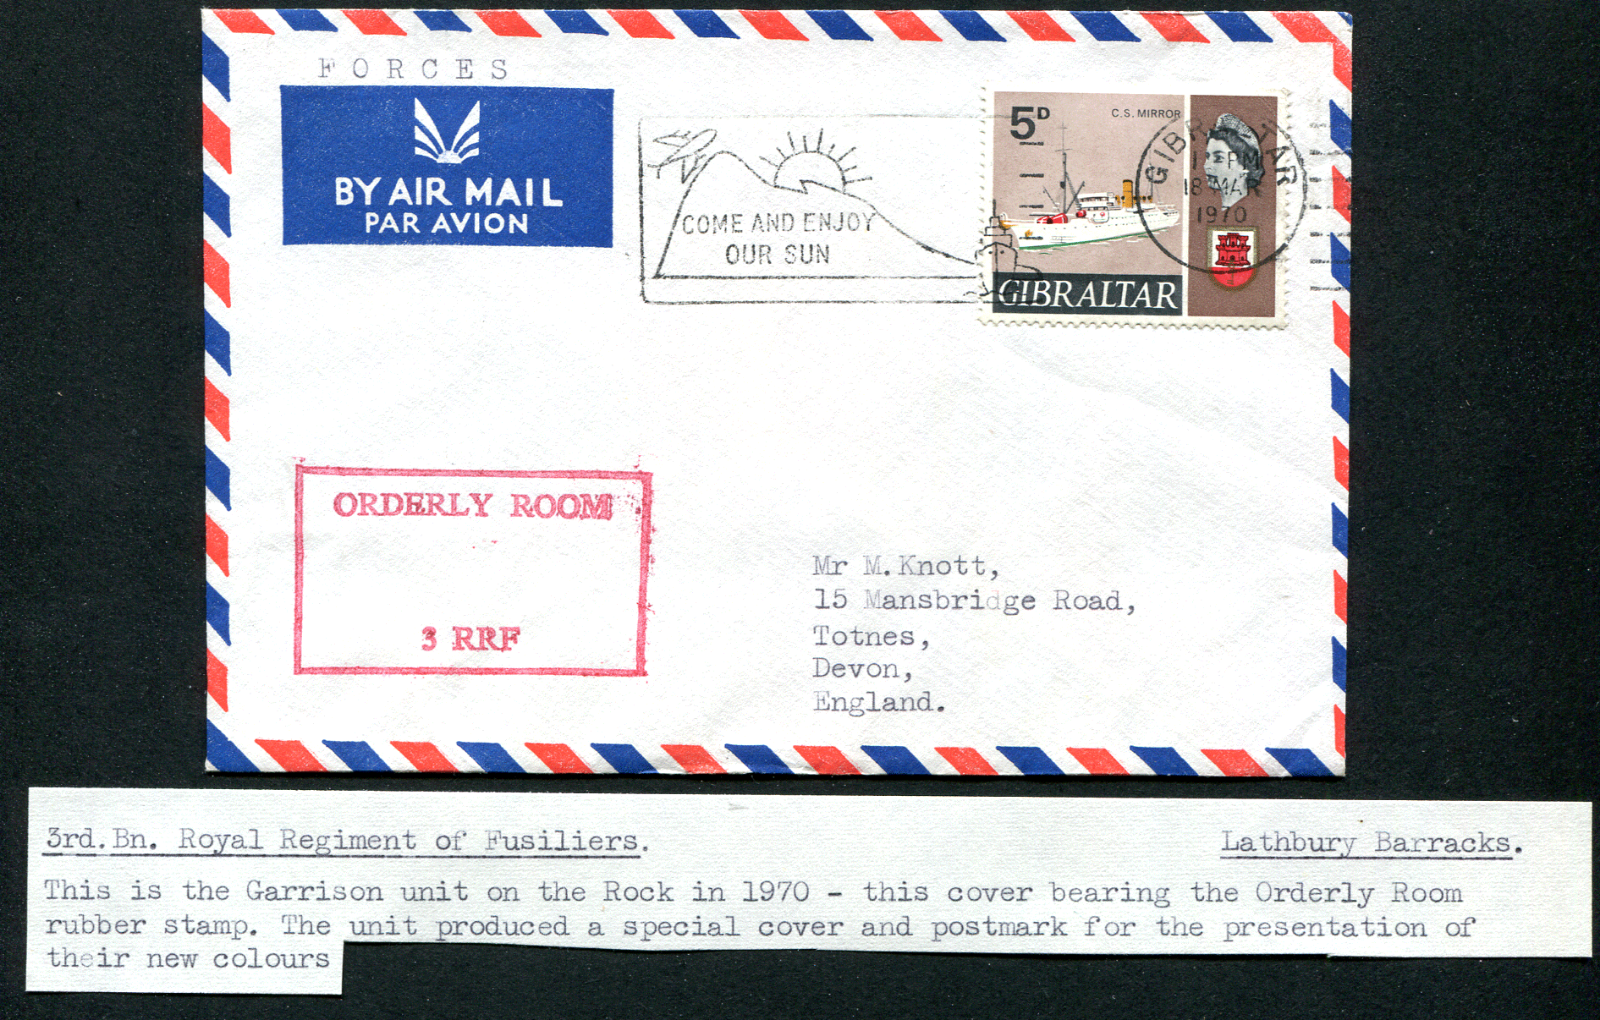 FORCES
BY AIR MAIL
PAR AVION
COME AND ENJOY
OUR SUN
5D
C.S. MIRROR
GIBRALTAR
GIBRALTAR
PM
18 MAR
1970
ORDERLY ROOM
3 RRF
Mr M.Knott,
15 Mansbridge Road,
Totnes,
Devon,
England.
3rd.Bn. Royal Regiment of Fusiliers.
Lathbury Barracks.
This is the Garrison unit on the Rock in 1970 - this cover bearing the Orderly Room
rubber stamp. The unit produced a special cover and postmark for the presentation of
their new colours